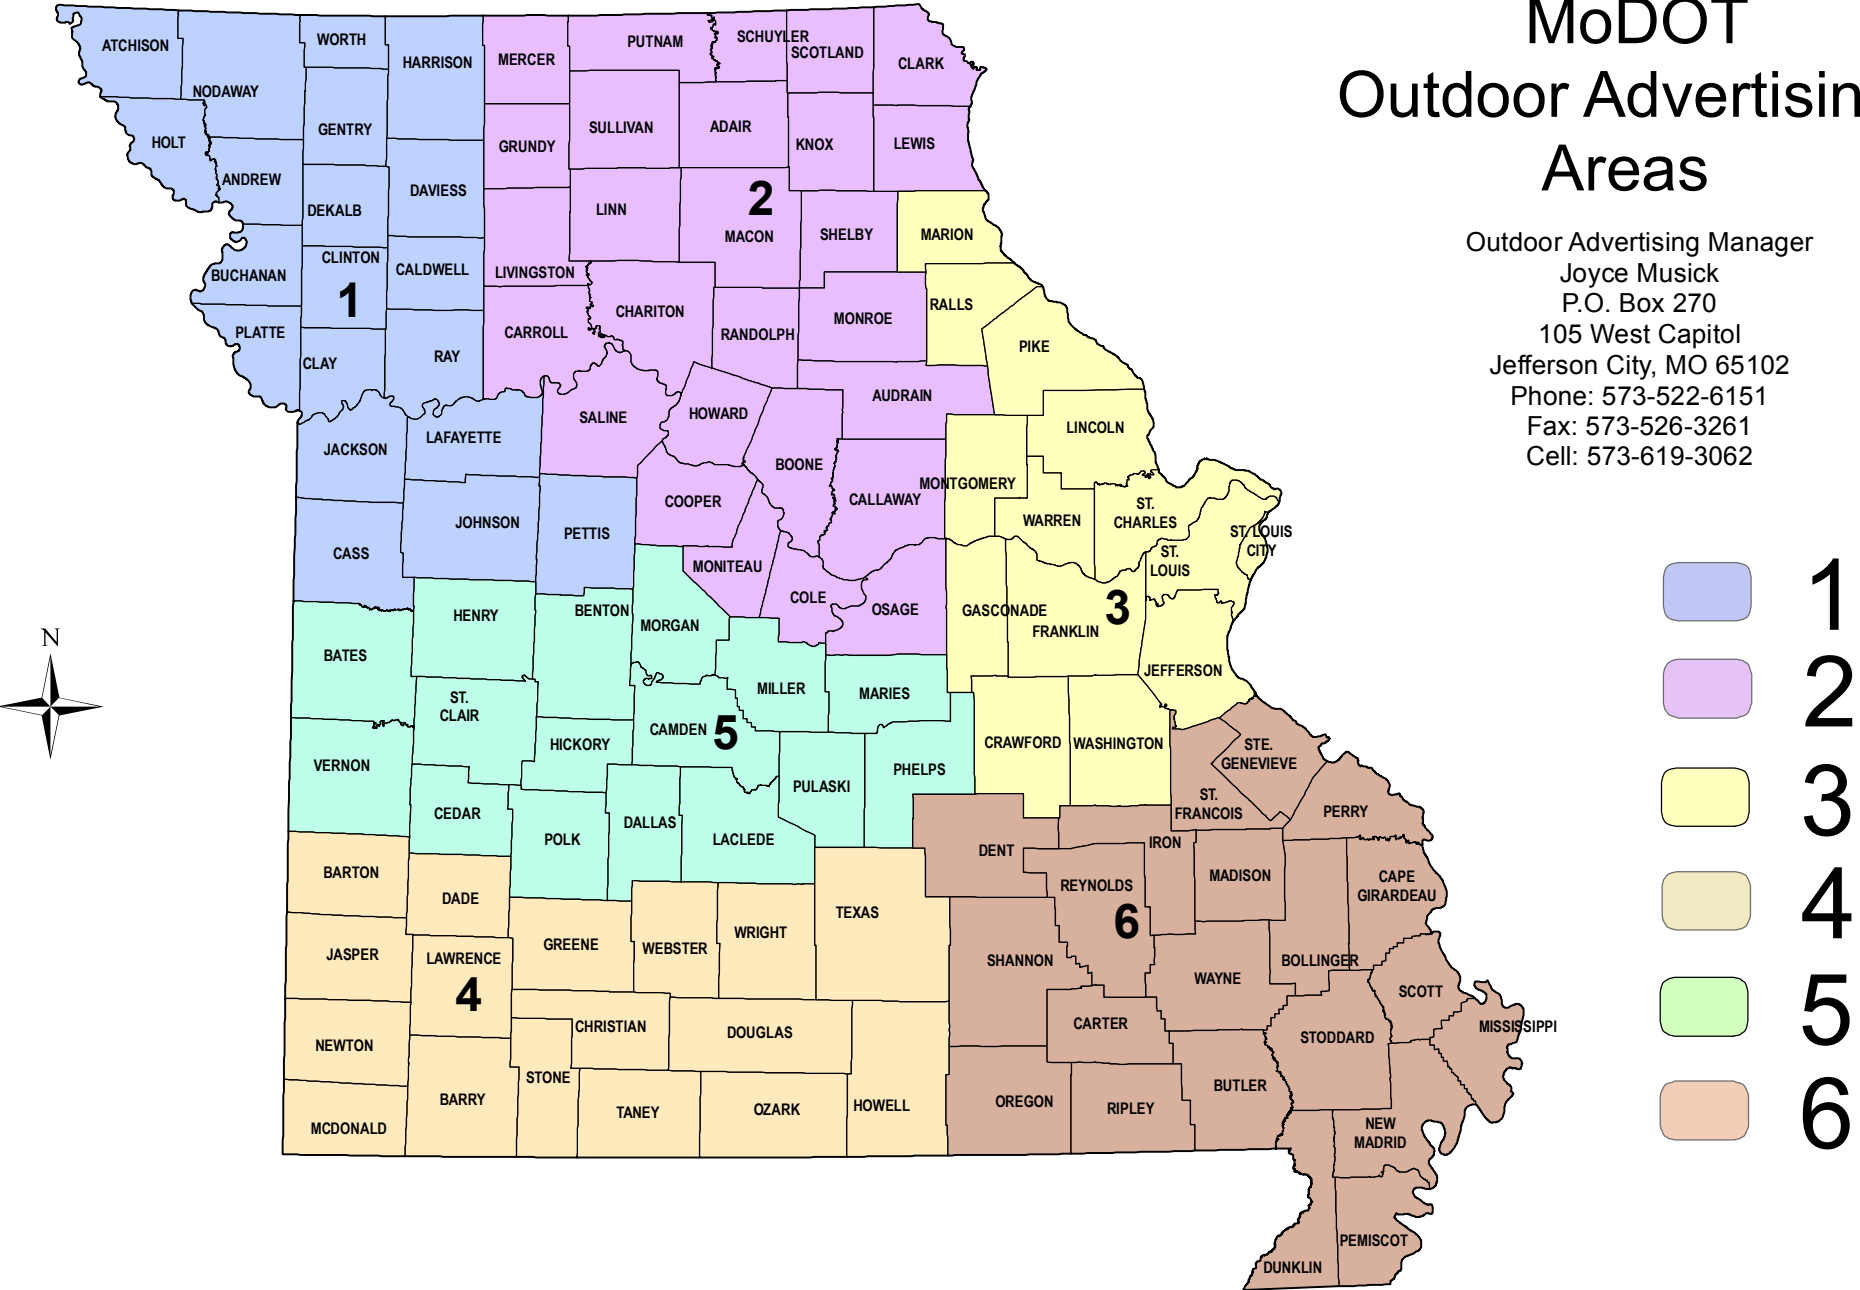 MoDOT
Outdoor Advertisin
Areas
Outdoor Advertising Manager
Joyce Musick
P.O. Box 270
105 West Capitol
Jefferson City, MO 65102
Phone: 573-522-6151
Fax: 573-526-3261
Cell: 573-619-3062
ATCHISON
NODAWAY
WORTH
HARRISON
MERCER
PUTNAM
SCHUYLER
SCOTLAND
CLARK
HOLT
GENTRY
GRUNDY
SULLIVAN
ADAIR
KNOX
LEWIS
ANDREW
DEKALB
DAVIESS
LINN
2
MACON
SHELBY
MARION
BUCHANAN
CLINTON
1
CALDWELL
LIVINGSTON
CHARITON
RANDOLPH
MONROE
RALLS
PIKE
PLATTE
CLAY
RAY
CARROLL
SALINE
HOWARD
AUDRAIN
LINCOLN
JACKSON
LAFAYETTE
BOONE
CALLAWAY
MONTGOMERY
WARREN
ST.
CHARLES
ST. LOUIS
CITY
ST.
LOUIS
CASS
JOHNSON
PETTIS
COOPER
MONITEAU
COLE
OSAGE
GASCONADE
FRANKLIN
3
JEFFERSON
N
BATES
HENRY
BENTON
MORGAN
MILLER
MARIES
ST.
CLAIR
HICKORY
CAMDEN
5
PULASKI
PHELPS
CRAWFORD
WASHINGTON
STE.
GENEVIEVE
ST.
FRANCOIS
PERRY
VERNON
CEDAR
POLK
DALLAS
LACLEDE
DENT
IRON
REYNOLDS
6
MADISON
CAPE
GIRARDEAU
BARTON
DADE
GREENE
WEBSTER
WRIGHT
TEXAS
SHANNON
WAYNE
BOLLINGER
SCOTT
JASPER
LAWRENCE
4
CHRISTIAN
DOUGLAS
CARTER
STODDARD
MISSISSIPPI
NEWTON
STONE
BARRY
TANEY
OZARK
HOWELL
OREGON
RIPLEY
BUTLER
MCDONALD
NEW
MADRID
PEMISCOT
DUNKLIN
1
2
3
4
5
6